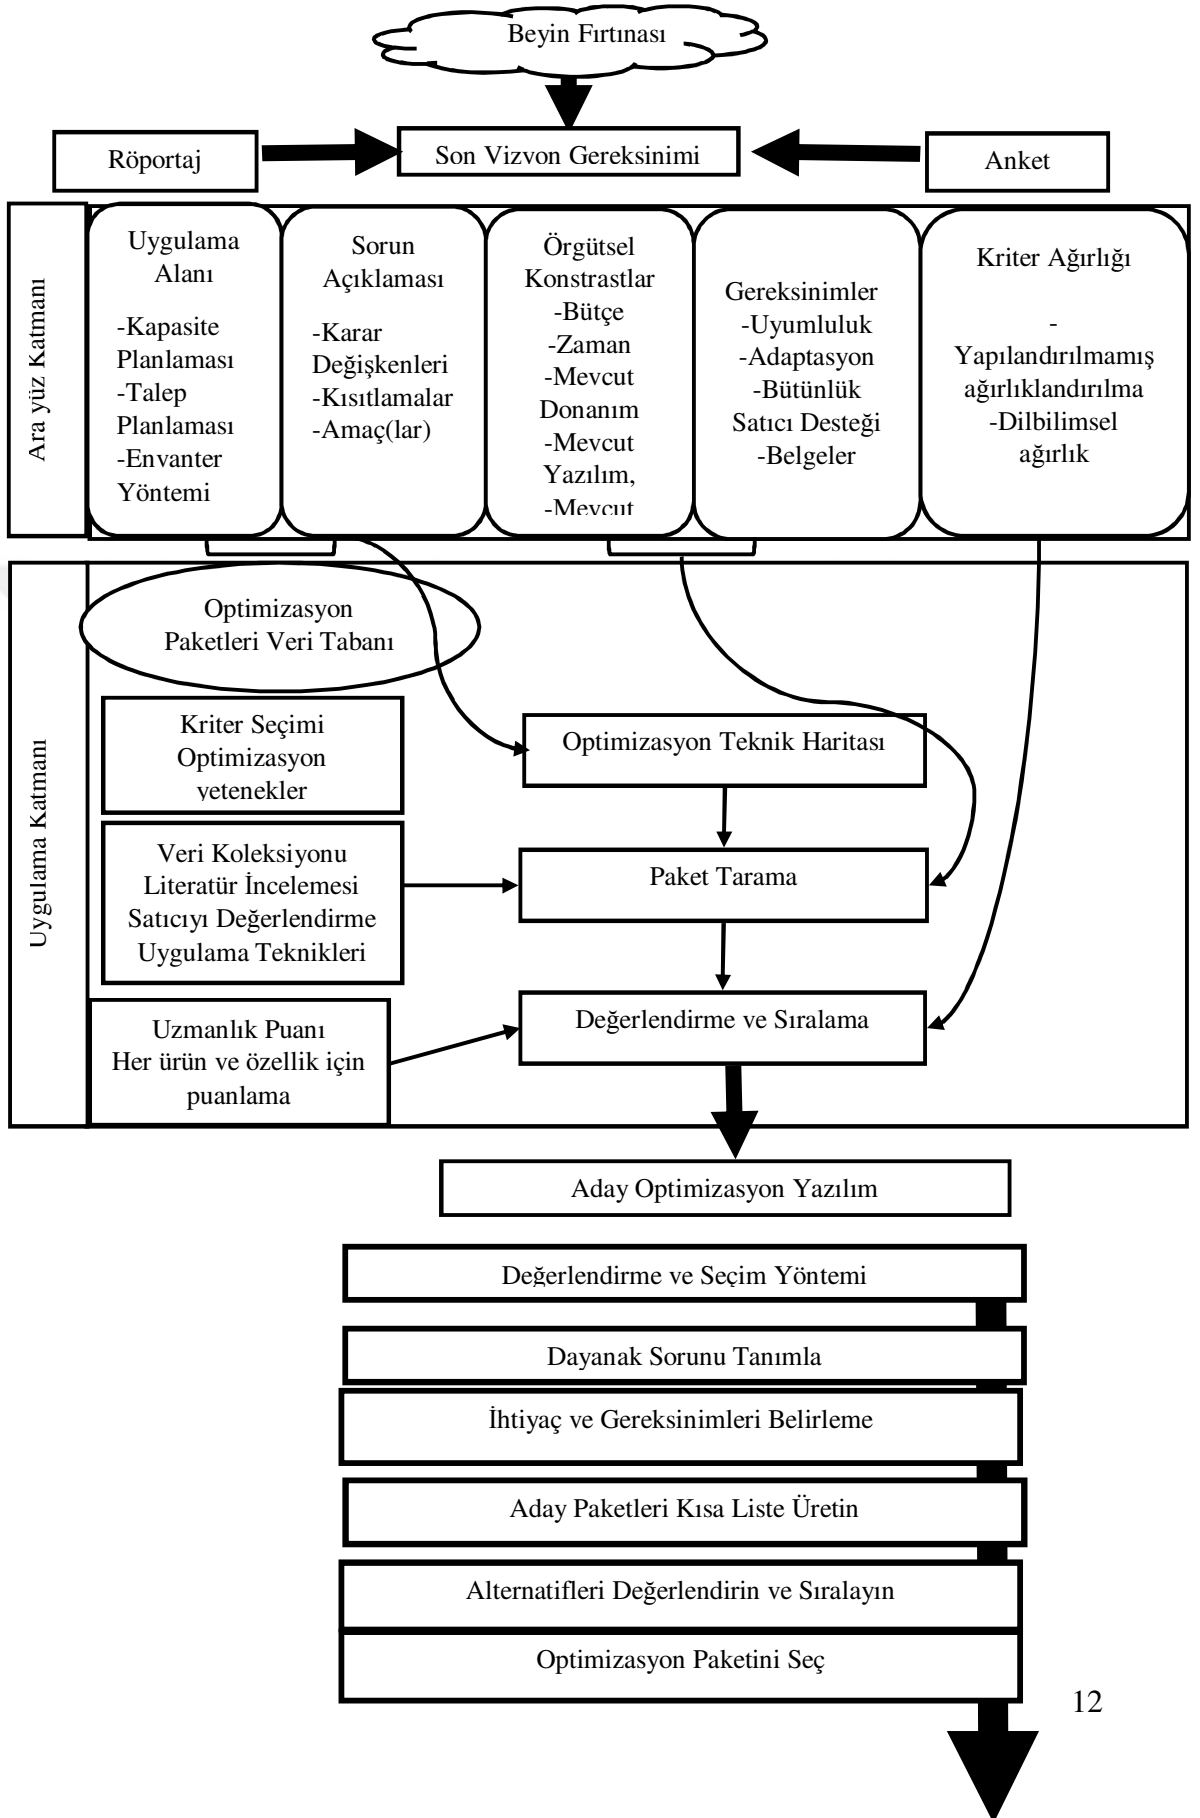 Beyin Fırtınası
Röportaj
Son Vizvon Gereksinimi
Anket
Ara yüz Katmanı
Uygulama
Alanı
-Kapasite
Planlaması
-Talep
Planlaması
-Envanter
Yöntemi
Sorun
Açıklaması
-Karar
Değişkenleri
-Kısıtlamalar
-Amaç(lar)
Örgütsel
Konstrastlar
-Bütçe
-Zaman
-Mevcut
Donanım
-Mevcut
Yazılım,
-Mevcut
Gereksinimler
-Uyumluluk
-Adaptasyon
-Bütünlük
Satıcı Desteği
-Belgeler
Kriter Ağırlığı
-
Yapılandırılmamış
ağırlıklandırılma
-Dilbilimsel
ağırlık
Uygulama Katmanı
Optimizasyon
Paketleri Veri Tabanı
Kriter Seçimi
Optimizasyon
yetenekler
Optimizasyon Teknik Haritası
Veri Koleksiyonu
Literatür İncelemesi
Satıcıyı Değerlendirme
Uygulama Teknikleri
Paket Tarama
Uzmanlık Puanı
Her ürün ve özellik için
puanlama
Değerlendirme ve Sıralama
Aday Optimizasyon Yazılım
Değerlendirme ve Seçim Yöntemi
Dayanak Sorunu Tanımla
İhtiyaç ve Gereksinimleri Belirleme
Aday Paketleri Kısa Liste Üretin
Alternatifleri Değerlendirin ve Sıralayın
Optimizasyon Paketini Seç
12